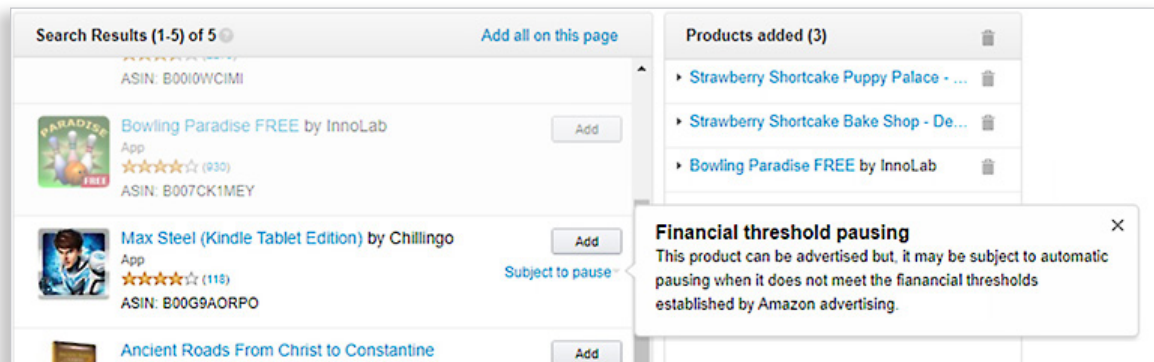 Search Results (1-5) of 5
Add all on this page
ASIN: B00I0WCIMI
PARADISE
FREE
Bowling Paradise FREE by InnoLab
App
(930)
ASIN: B007CK1MEY
Add
Max Steel (Kindle Tablet Edition) by Chillingo
App
(118)
ASIN: B00G9AORPO
Add
Subject to pause
Ancient Roads From Christ to Constantine
Add
Products added (3)
Strawberry Shortcake Puppy Palace - ...
Strawberry Shortcake Bake Shop - De...
Bowling Paradise FREE by InnoLab
Financial threshold pausing
This product can be advertised but, it may be subject to automatic
pausing when it does not meet the fianancial thresholds
established by Amazon advertising.